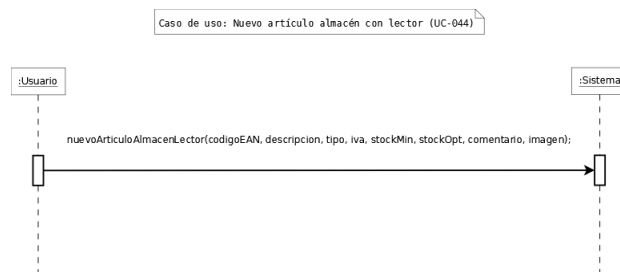 Caso de uso: Nuevo artículo almacén con lector (UC-044)
:Usuario
:Sistema
nuevoArticuloAlmacenLector(codigoEAN, descripcion, tipo, iva, stockMin, stockOpt, comentario, imagen);